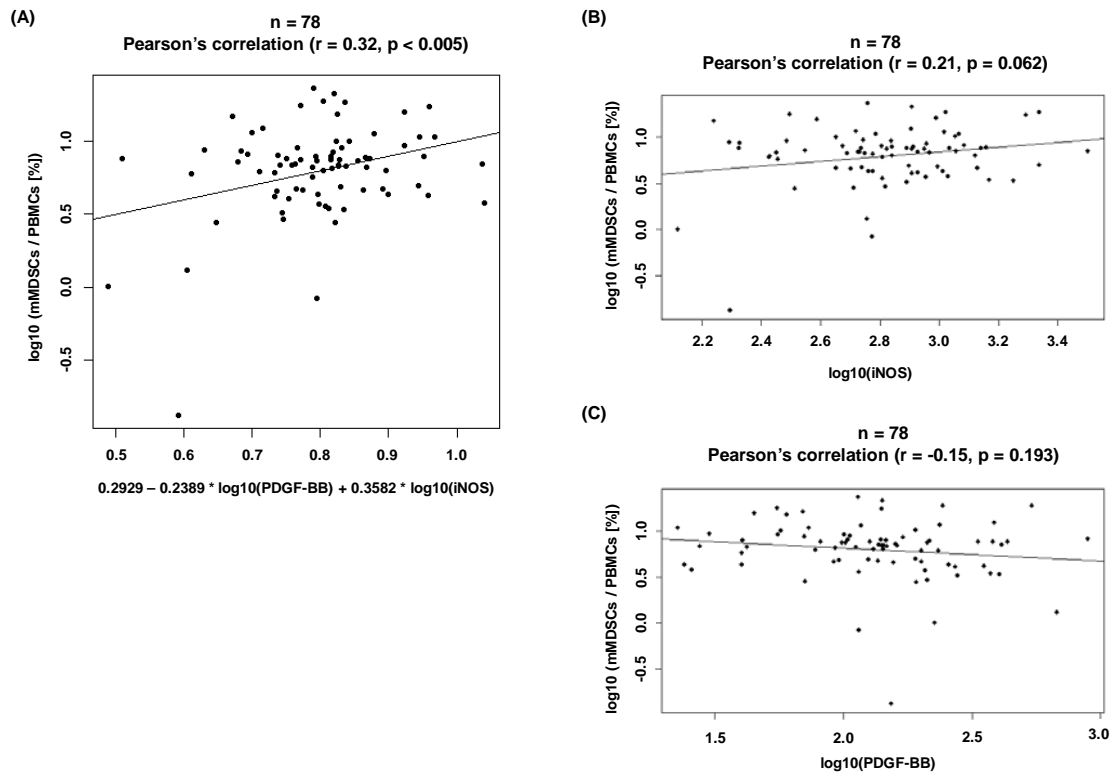 (A)
n = 78
Pearson's correlation (r = 0.32, p < 0.005)
log10 (mMDSCs / PBMCs [%])
1.0
0.5
0.0
-0.5
0.5 0.6 0.7 0.8 0.9 1.0
0.2929 – 0.2389 * log10(PDGF-BB) + 0.3582 * log10(iNOS)
(B)
n = 78
Pearson's correlation (r = 0.21, p = 0.062)
log10 (mMDSCs / PBMCs [%])
1.0
0.5
0.0
-0.5
2.2 2.4 2.6 2.8 3.0 3.2 3.4
log10(iNOS)
(C)
n = 78
Pearson's correlation (r = -0.15, p = 0.193)
log10 (mMDSCs / PBMCs [%])
1.0
0.5
0.0
-0.5
1.5 2.0 2.5 3.0
log10(PDGF-BB)